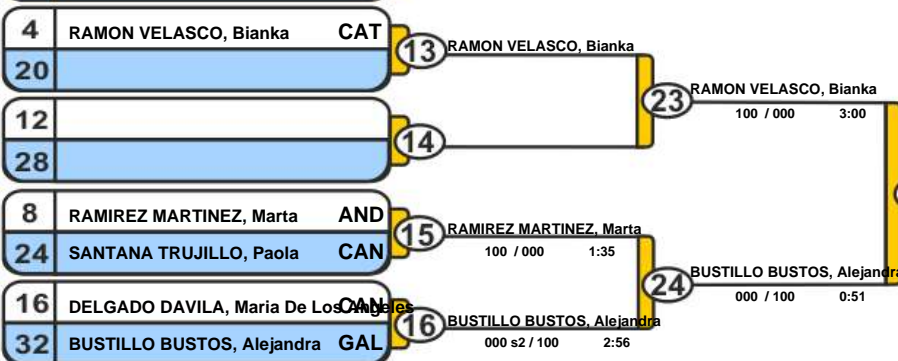 4 RAMON VELASCO, Bianka CAT
20
13 RAMON VELASCO, Bianka
23 RAMON VELASCO, Bianka
100 / 000 3:00
12
28
14
8 RAMIREZ MARTINEZ, Marta AND
24 SANTANA TRUJILLO, Paola CAN
15 RAMIREZ MARTINEZ, Marta
100 / 000 1:35
24 BUSTILLO BUSTOS, Alejandra
000 / 100 0:51
16 DELGADO DAVILA, Maria De Los Angeles CAN
32 BUSTILLO BUSTOS, Alejandra GAL
16 BUSTILLO BUSTOS, Alejandra
000 s2 / 100 2:56